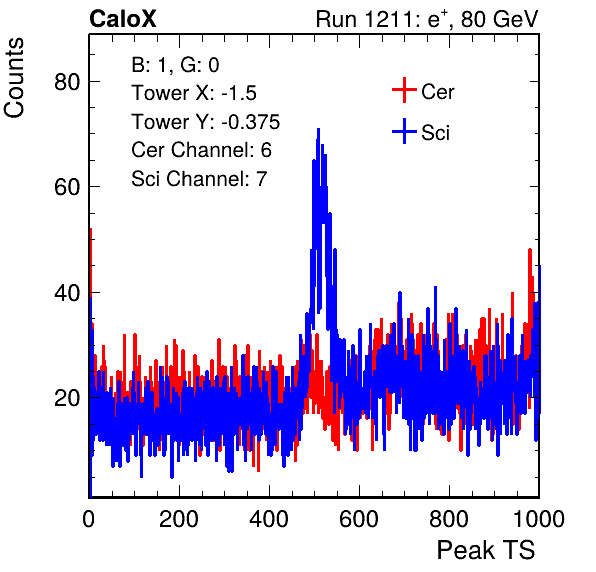 CaloX Run 1211: e+, 80 GeV
Counts
B: 1, G: 0
Tower X: -1.5
Tower Y: -0.375
Cer Channel: 6
Sci Channel: 7
Cer
Sci
80
60
40
20
0 200 400 600 800 1000
Peak TS